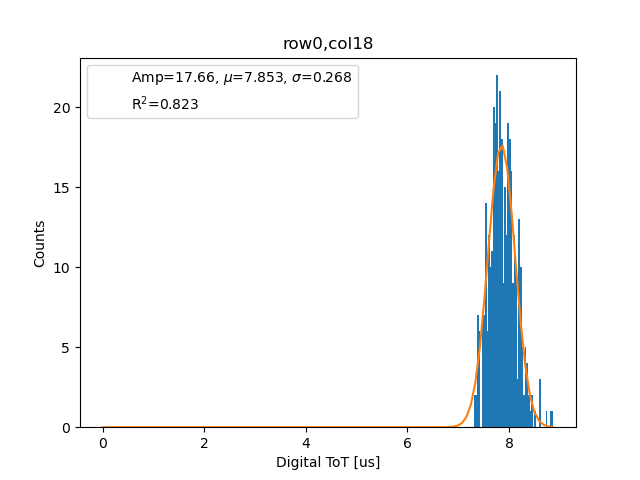 row0,col18
Amp=17.66, μ=7.853, σ=0.268
R²=0.823
20
15
10
5
0
Counts
0 2 4 6 8
Digital ToT [us]